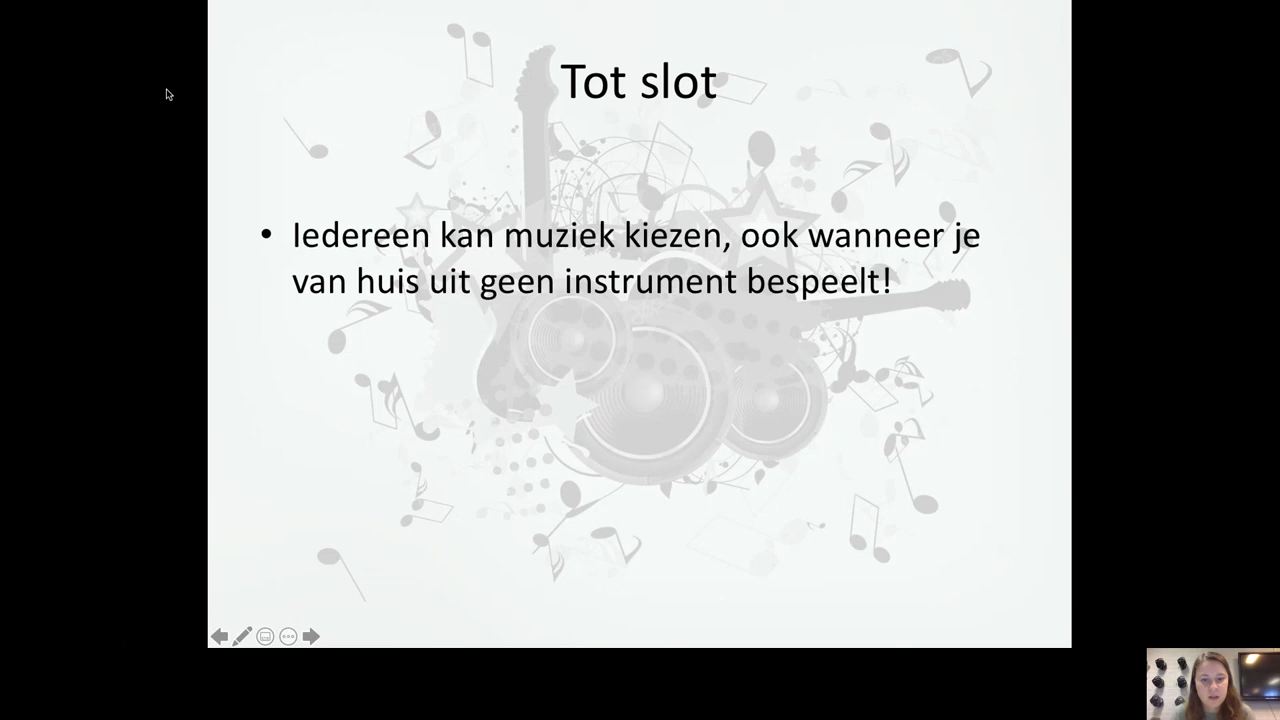 Tot slot
• Iedereen kan muziek kiezen, ook wanneer je
van huis uit geen instrument bespeelt!